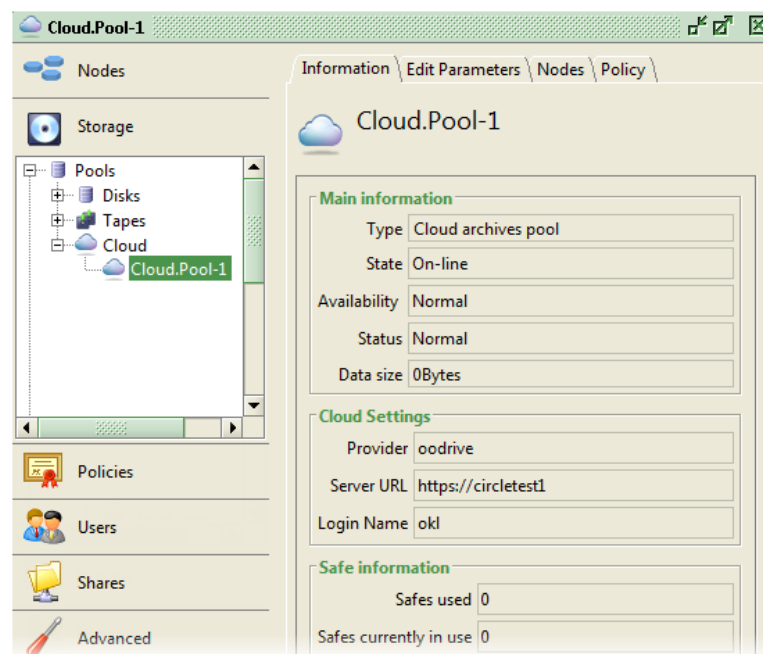 Cloud.Pool-1
Nodes
Storage
Pools
Disks
Tapes
Cloud
Cloud.Pool-1
Policies
Users
Shares
Advanced
Information Edit Parameters Nodes Policy
Cloud.Pool-1
Main information
Type Cloud archives pool
State On-line
Availability Normal
Status Normal
Data size 0Bytes
Cloud Settings
Provider oodrive
Server URL https://circletest1
Login Name okl
Safe information
Safes used 0
Safes currently in use 0